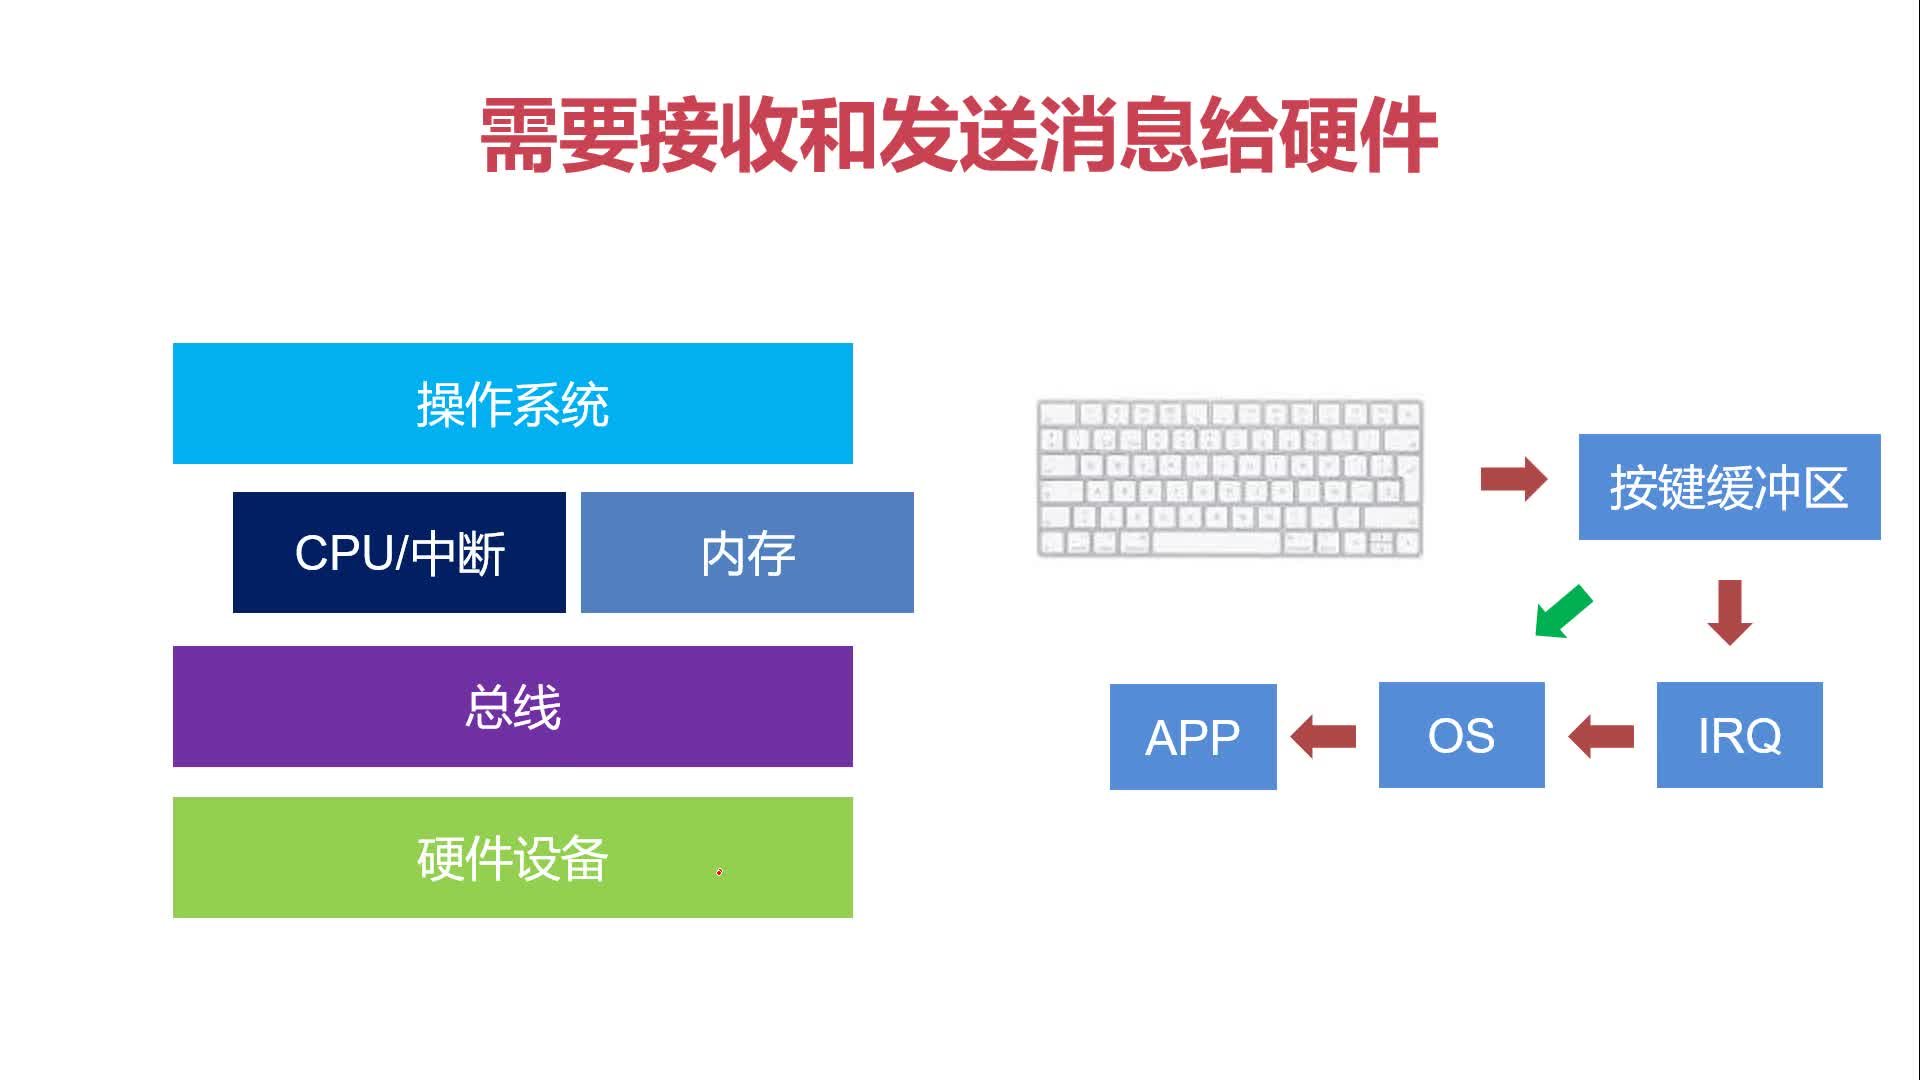 需要接收和发送消息给硬件
操作系统
CPU/中断
内存
总线
硬件设备
按键缓冲区
APP
OS
IRQ